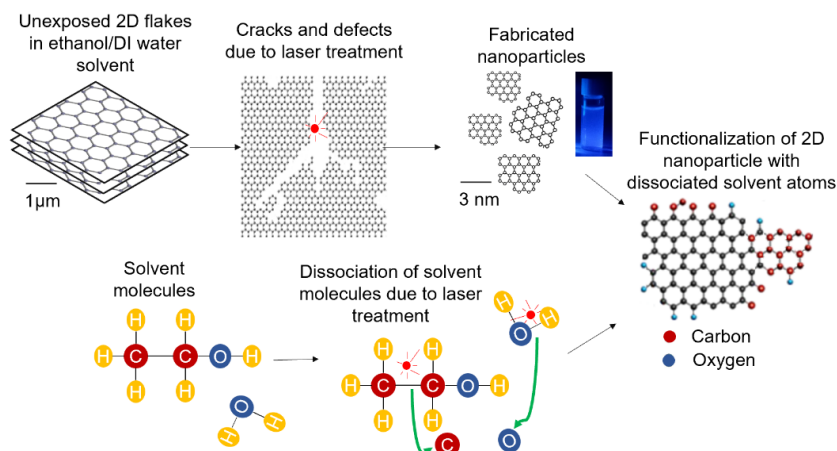 Unexposed 2D flakes
in ethanol/DI water
solvent
Cracks and defects
due to laser treatment
Fabricated
nanoparticles
Functionalization of 2D
nanoparticle with
dissociated solvent atoms
1μm
3 nm
Solvent
molecules
Dissociation of solvent
molecules due to laser
treatment
H H
H C C O H
H H
O
H H
H H
H C C O H
H H
H H
O
C
O
Carbon
Oxygen